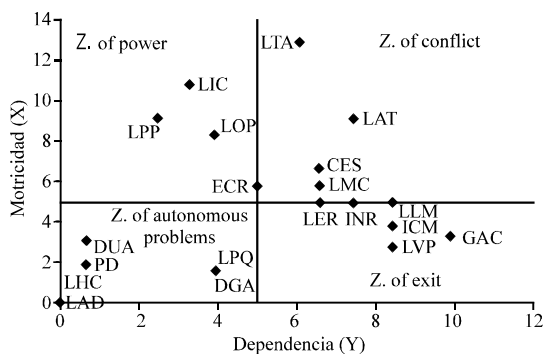 14
12
10
8
6
4
2
0
Motricidad (X)
Z. of power
Z. of conflict
LTA
LIC
LPP
LOP
LAT
CES
LMC
ECR
LER
INR
LLM
ICM
LVP
GAC
Z. of autonomous
problems
DUA
PD
LHC
LAD
LPQ
DGA
Z. of exit
0 2 4 6 8 10 12
Dependencia (Y)